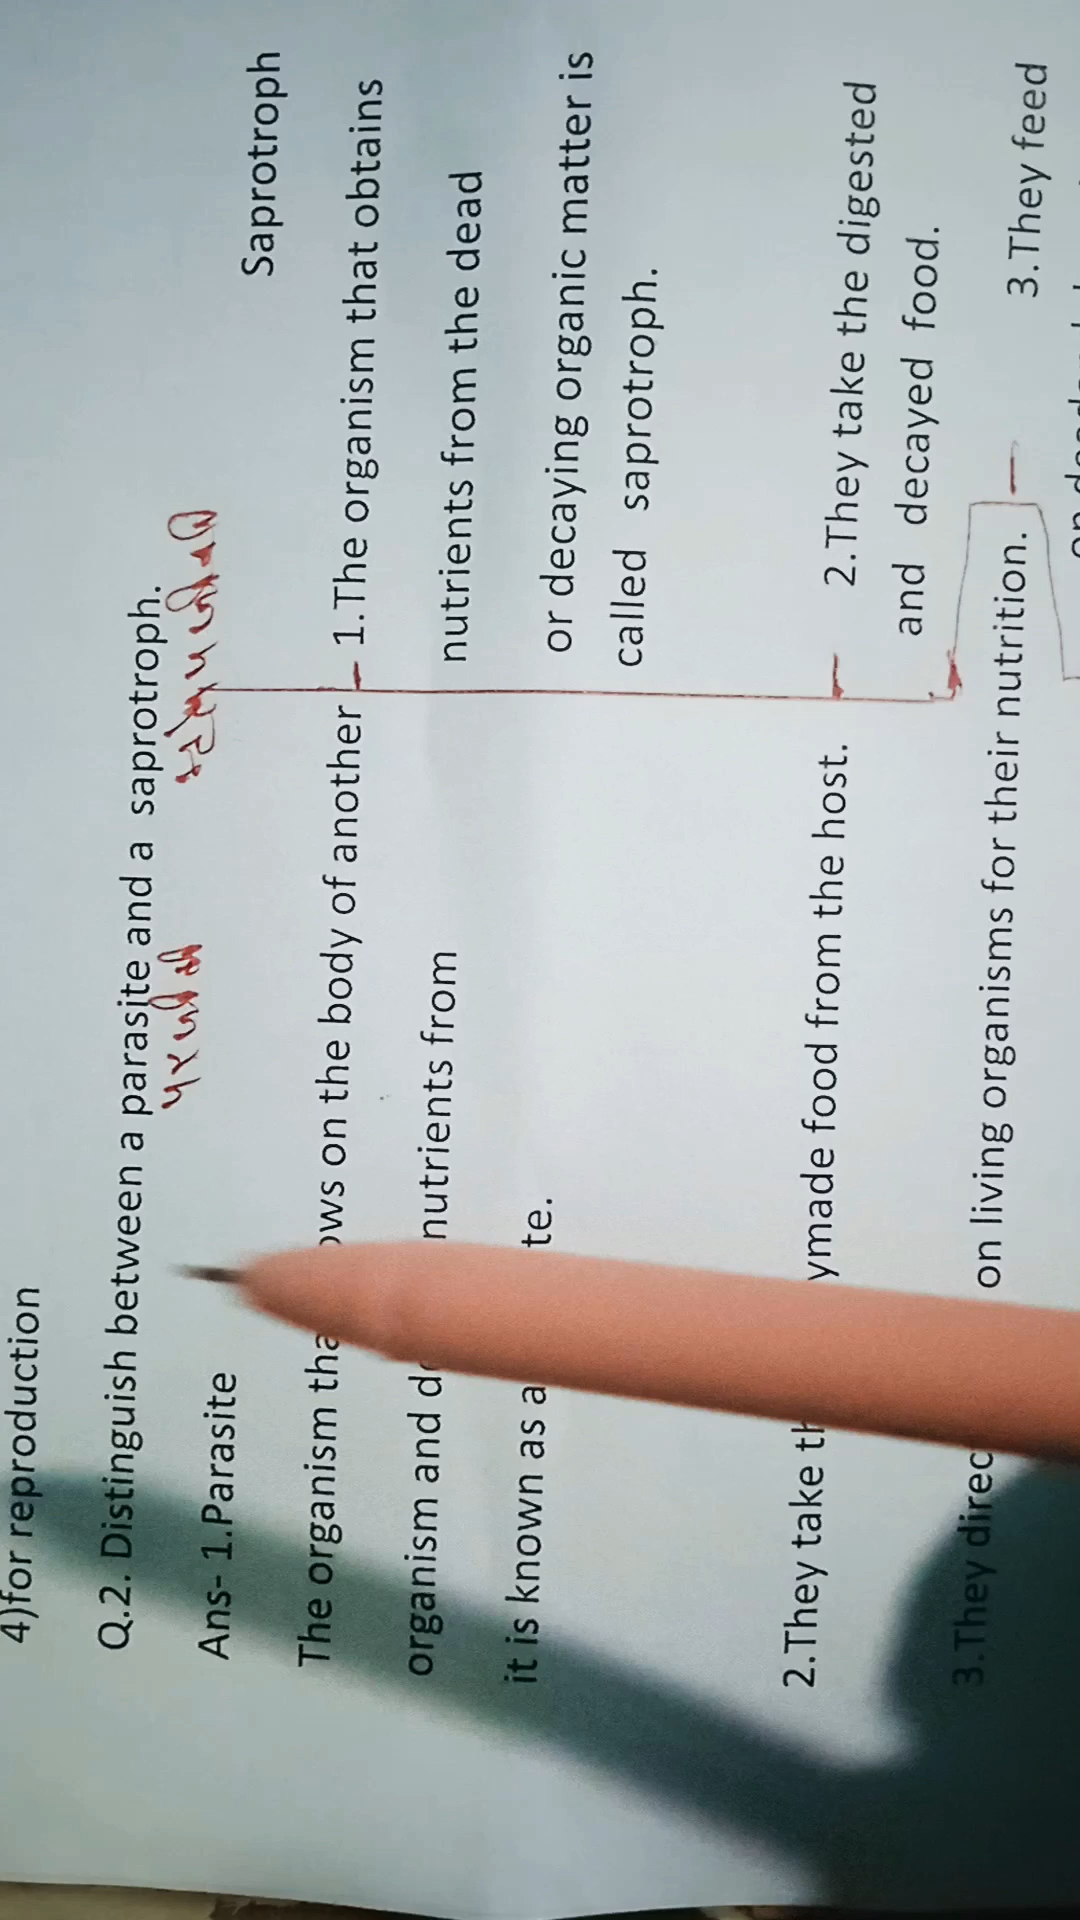 4)for reproduction
Q.2. Distinguish between a parasite and a saprotroph.
Ans- 1.Parasite Saprotroph
The organism tha ows on the body of another 1.The organism that obtains
organism and d nutrients from nutrients from the dead
it is known as a te. or decaying organic matter is
called saprotroph.
2.They take th ymade food from the host. 2.They take the digested
and decayed food.
3.They direc on living organisms for their nutrition. 3.They feed